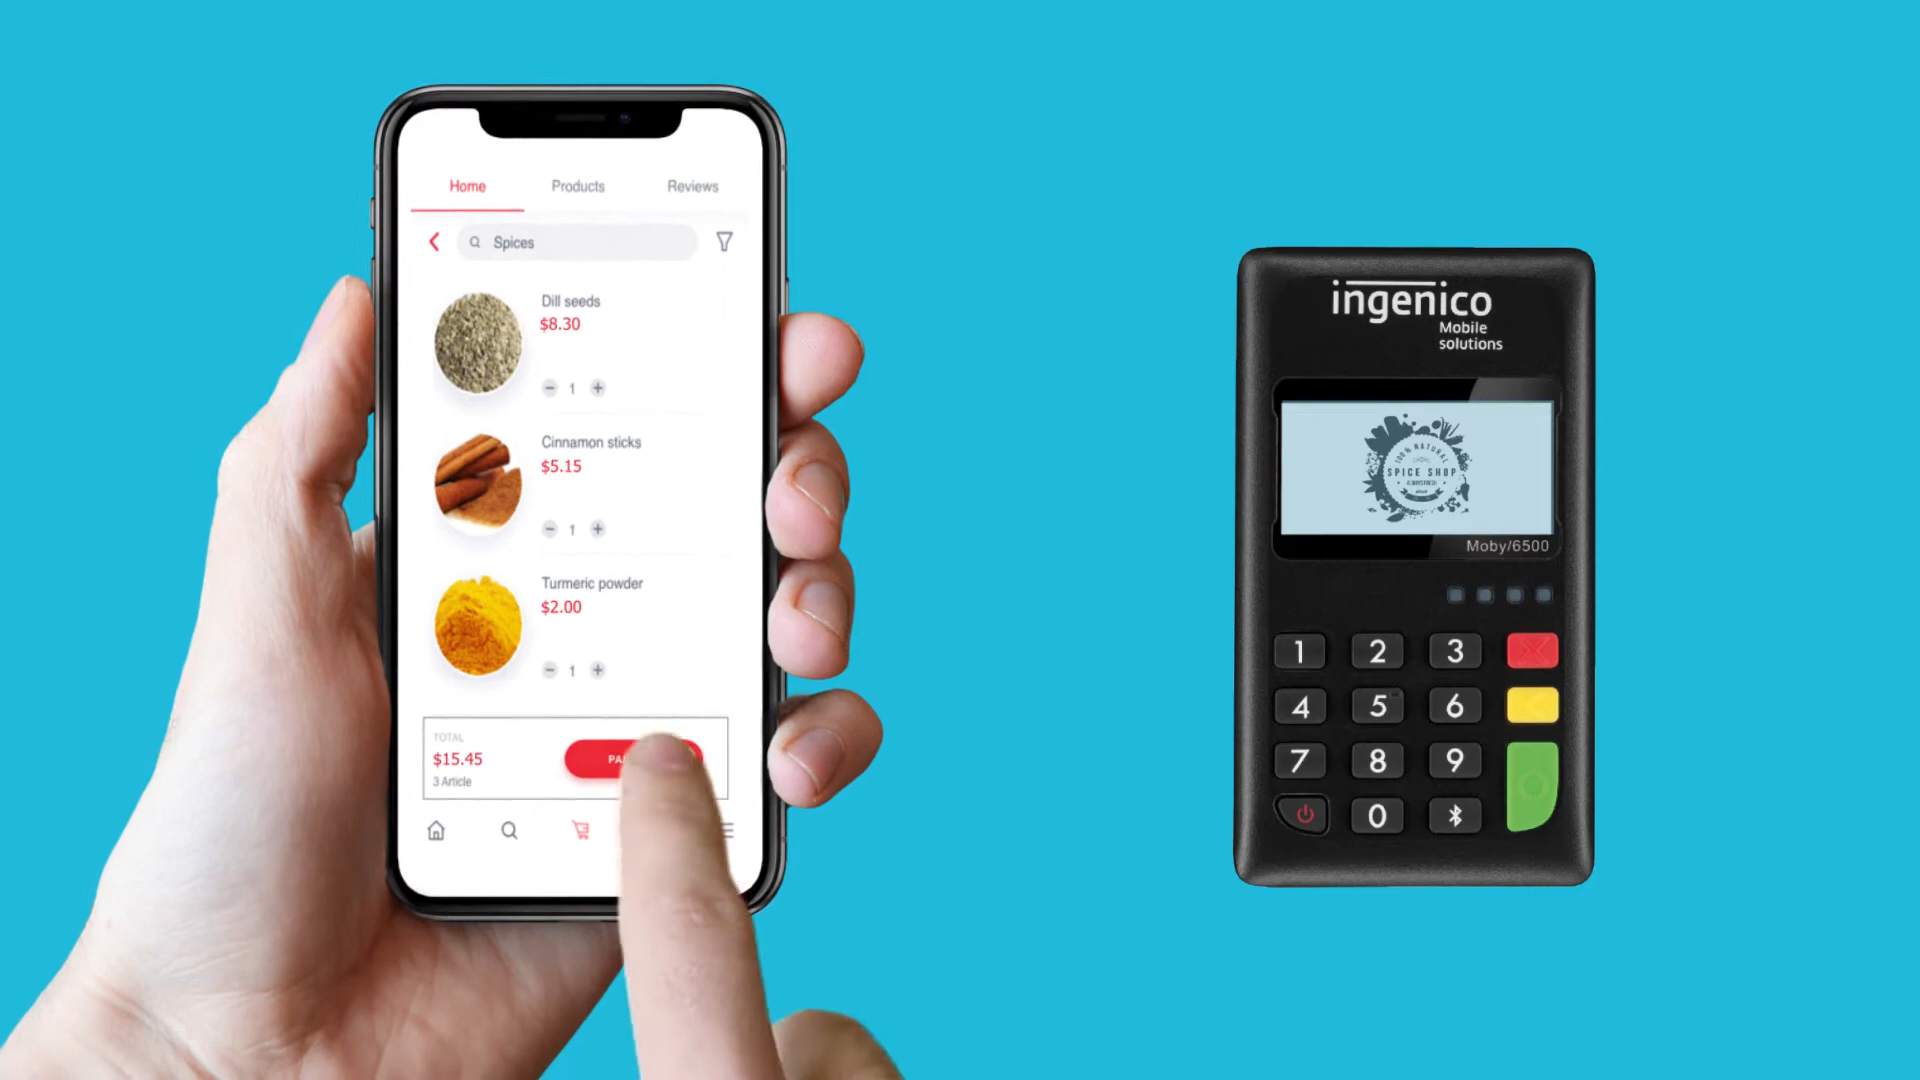 Home Products Reviews
Spices
Dill seeds
$8.30
1
Cinnamon sticks
$5.15
1
Turmeric powder
$2.00
1
TOTAL
$15.45
3 Article
ingenico
Mobile
solutions
100% NATURAL
SPICE SHOP
Moby/6500
1 2 3
4 5 6
7 8 9
0